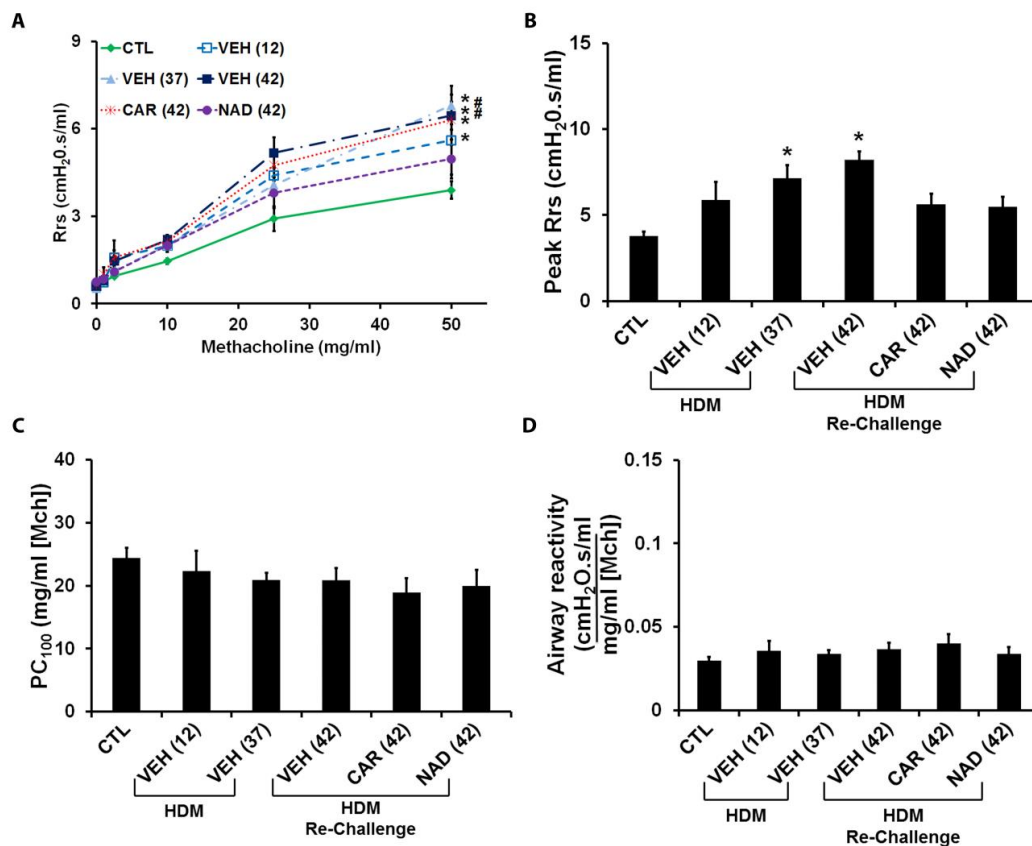 A
Rrs (cmH₂0.s/ml)
9
6
3
0
CTL
VEH (12)
VEH (37)
VEH (42)
CAR (42)
NAD (42)
* #
* #
*
*
0
10
20
30
40
50
Methacholine (mg/ml)
B
Peak Rrs (cmH₂0.s/ml)
15
10
5
0
*
*
CTL
VEH (12)
VEH (37)
VEH (42)
CAR (42)
NAD (42)
HDM
HDM
Re-Challenge
C
PC₁₀₀ (mg/ml [Mch])
40
30
20
10
0
CTL
VEH (12)
VEH (37)
VEH (42)
CAR (42)
NAD (42)
HDM
HDM
Re-Challenge
D
Airway reactivity
(cmH₂O.s/ml
mg/ml [Mch])
0.15
0.1
0.05
0
CTL
VEH (12)
VEH (37)
VEH (42)
CAR (42)
NAD (42)
HDM
HDM
Re-Challenge